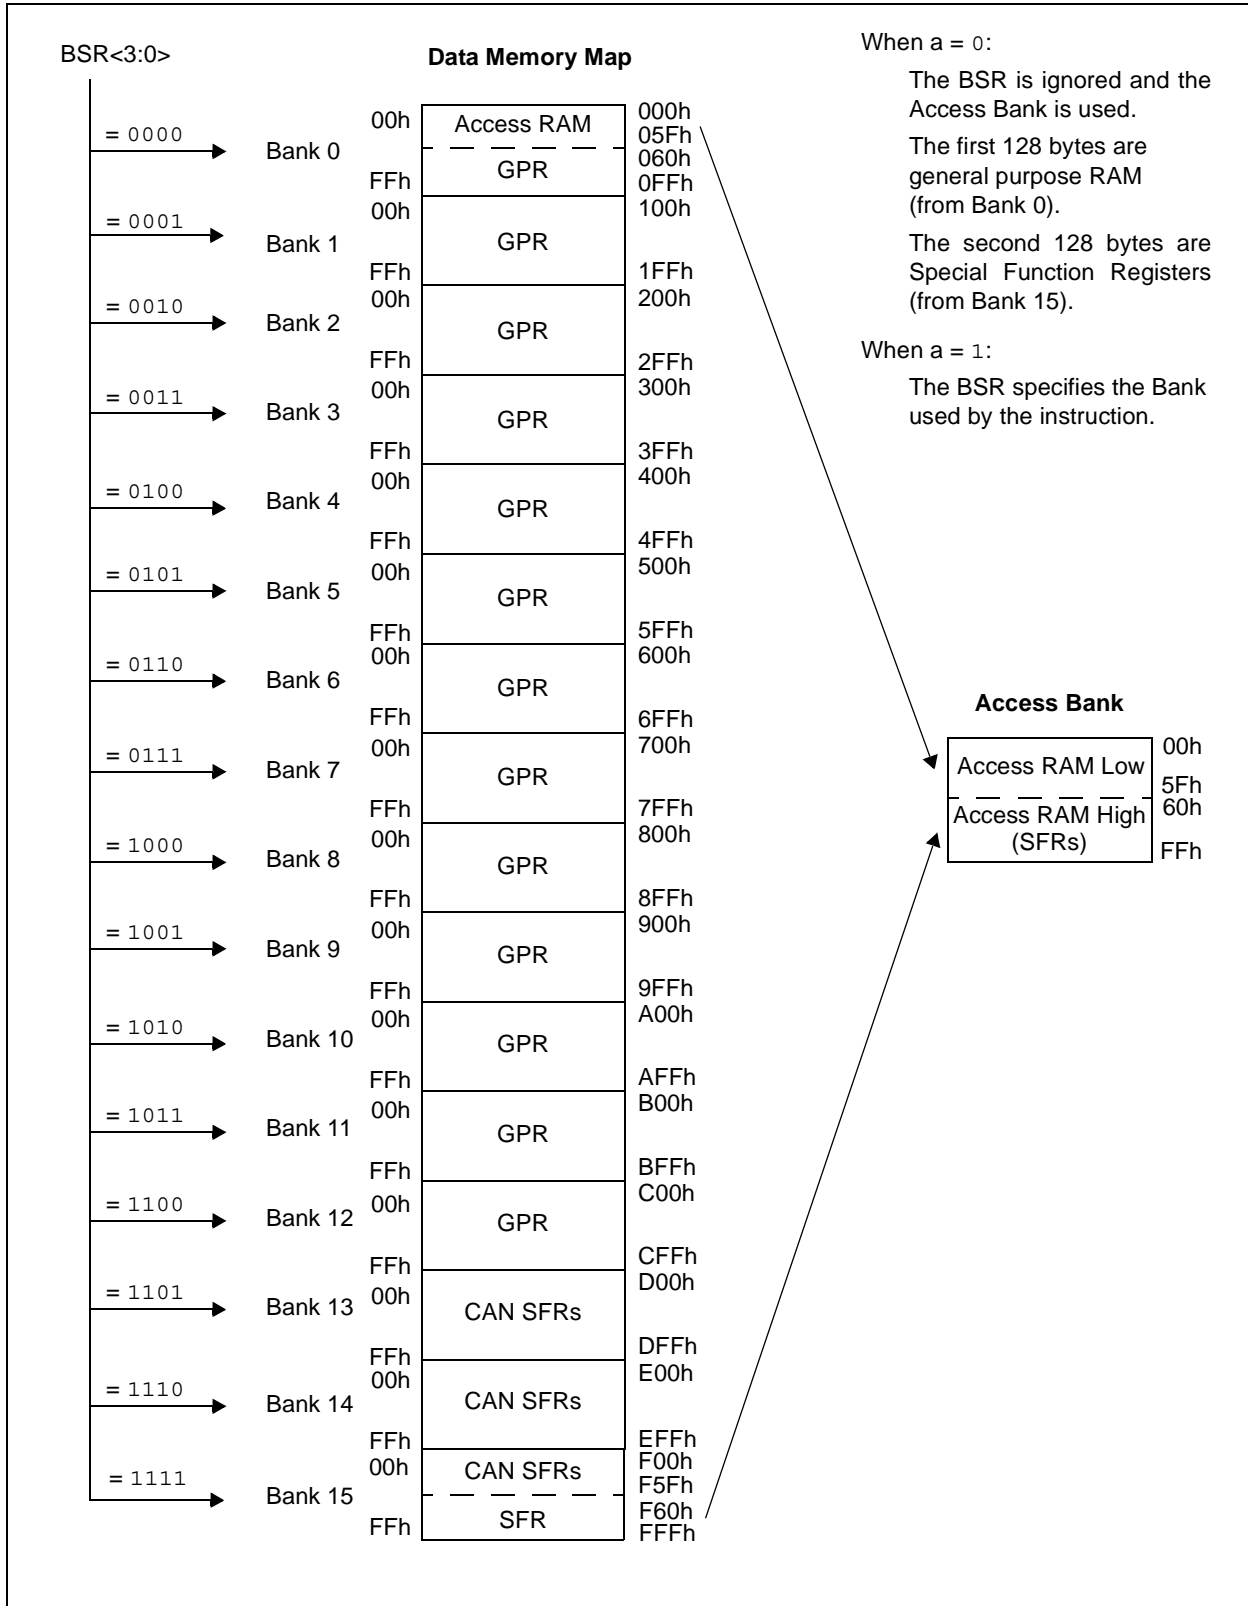 BSR<3:0>
Data Memory Map
When a = 0:
The BSR is ignored and the
Access Bank is used.
The first 128 bytes are
general purpose RAM
(from Bank 0).
The second 128 bytes are
Special Function Registers
(from Bank 15).
When a = 1:
The BSR specifies the Bank
used by the instruction.
= 0000
Bank 0
00h
FFh
Access RAM
GPR
000h
05Fh
060h
0FFh
= 0001
Bank 1
00h
FFh
GPR
100h
1FFh
= 0010
Bank 2
00h
FFh
GPR
200h
2FFh
= 0011
Bank 3
00h
FFh
GPR
300h
3FFh
= 0100
Bank 4
00h
FFh
GPR
400h
4FFh
= 0101
Bank 5
00h
FFh
GPR
500h
5FFh
= 0110
Bank 6
00h
FFh
GPR
600h
6FFh
= 0111
Bank 7
00h
FFh
GPR
700h
7FFh
= 1000
Bank 8
00h
FFh
GPR
800h
8FFh
= 1001
Bank 9
00h
FFh
GPR
900h
9FFh
= 1010
Bank 10
00h
FFh
GPR
A00h
AFFh
= 1011
Bank 11
00h
FFh
GPR
B00h
BFFh
= 1100
Bank 12
00h
FFh
GPR
C00h
CFFh
= 1101
Bank 13
00h
FFh
CAN SFRs
D00h
DFFh
= 1110
Bank 14
00h
FFh
CAN SFRs
E00h
EFFh
= 1111
Bank 15
00h
FFh
CAN SFRs
SFR
F00h
F5Fh
F60h
FFFh
Access Bank
Access RAM Low
00h
5Fh
Access RAM High
(SFRs)
60h
FFh